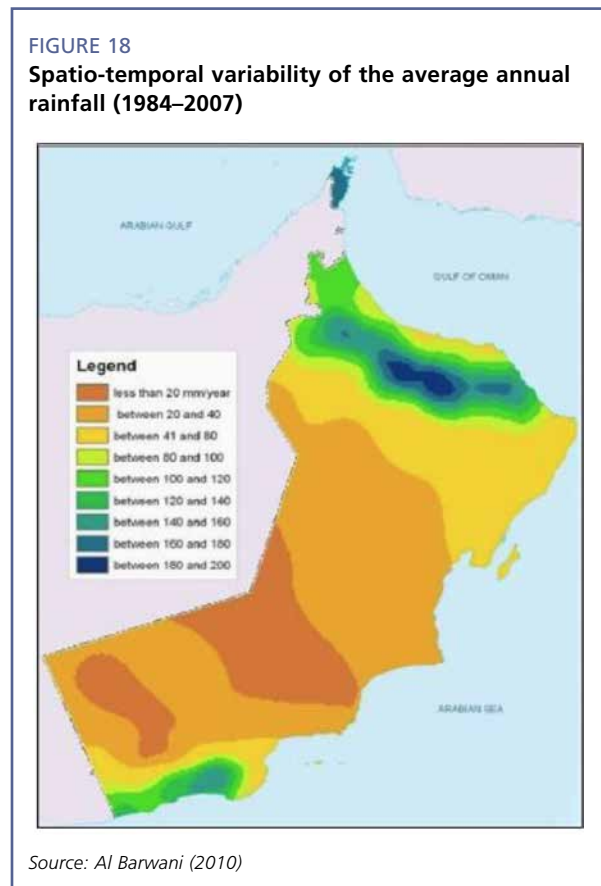 FIGURE 18
Spatio-temporal variability of the average annual
rainfall (1984–2007)
ARABIAN GULF
GULF OF OMAN
Legend
less than 20 mm/year
between 20 and 40
between 41 and 80
between 80 and 100
between 100 and 120
between 120 and 140
between 140 and 160
between 160 and 180
between 180 and 200
ARABIAN SEA
Source: Al Barwani (2010)